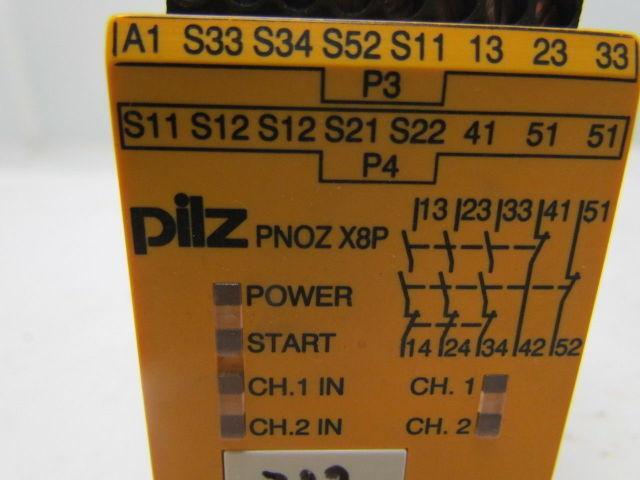 A1 S33 S34 S52 S11 13 23 33
P3
S11 S12 S12 S21 S22 41 51 51
P4
pilz PNOZ X8P
13 23 33 41 51
POWER
START
14 24 34 42 52
CH.1 IN CH. 1
CH.2 IN CH. 2